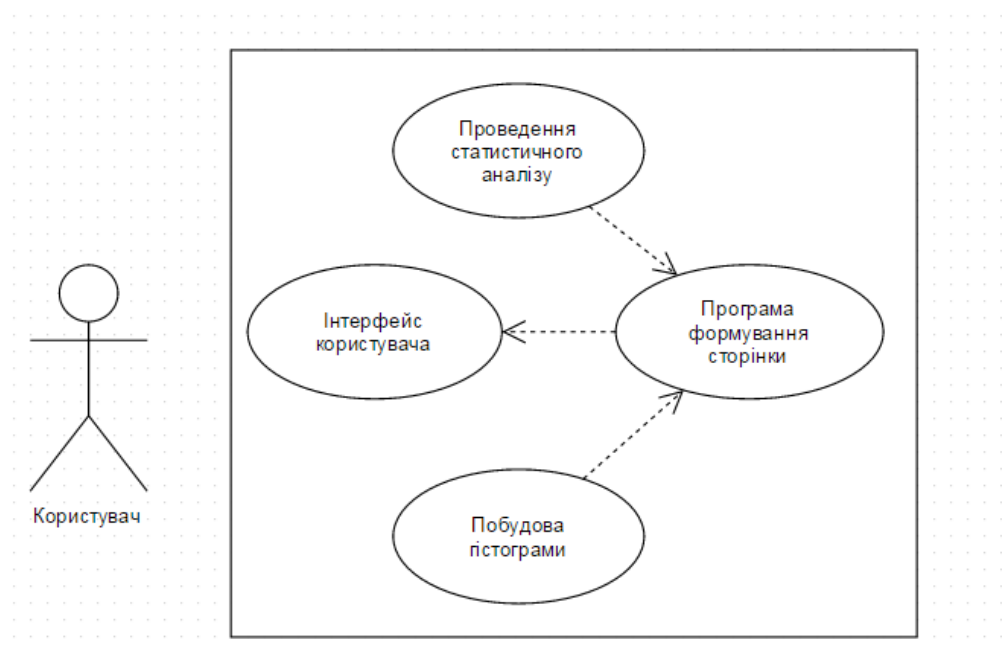 Проведення
статистичного
аналізу
Інтерфейс
користувача
Програма
формування
сторінки
Користувач
Побудова
гістограми